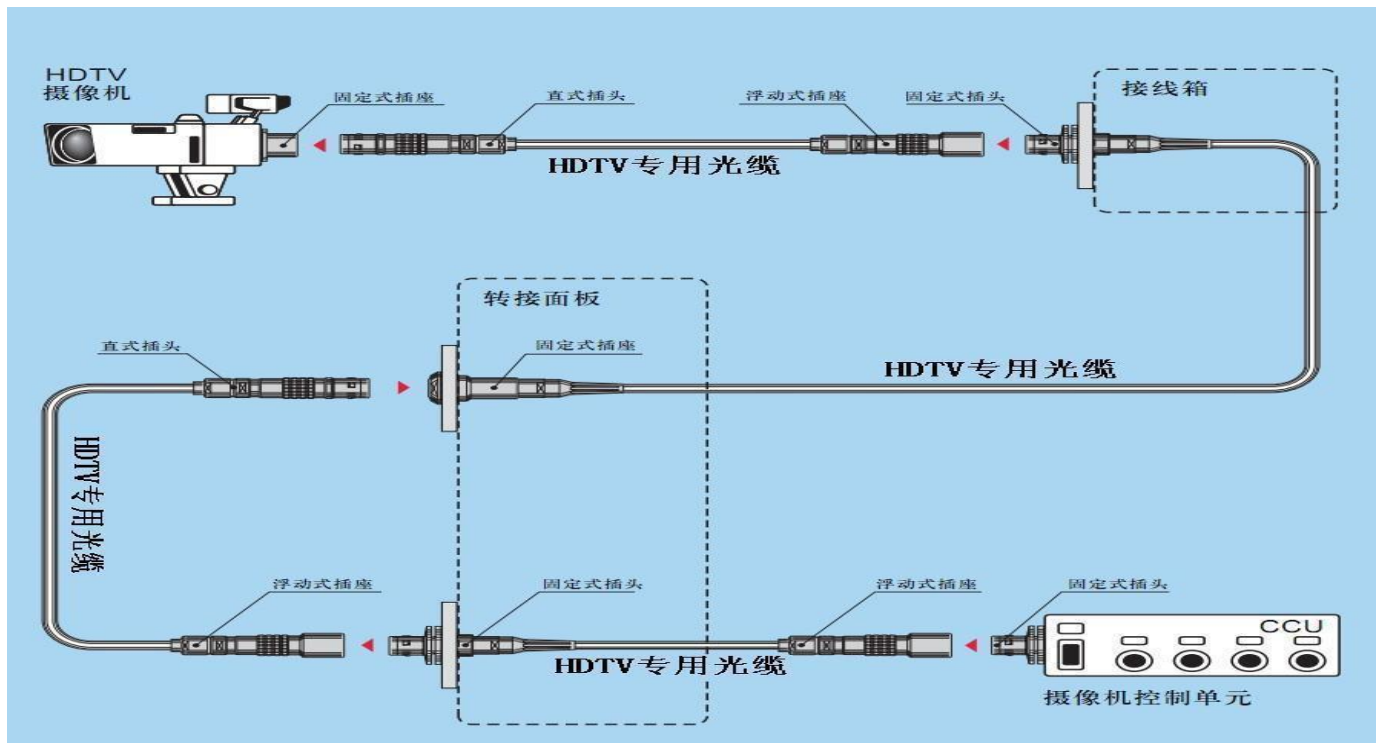 HDTV
摄像机
固定式插座
直式插头
浮动式插座
固定式插头
接线箱
HDTV专用光缆
转接面板
直式插头
固定式插座
HDTV专用光缆
HDTV专用光缆
浮动式插座
固定式插头
浮动式插座
固定式插头
CCU
HDTV专用光缆
摄像机控制单元